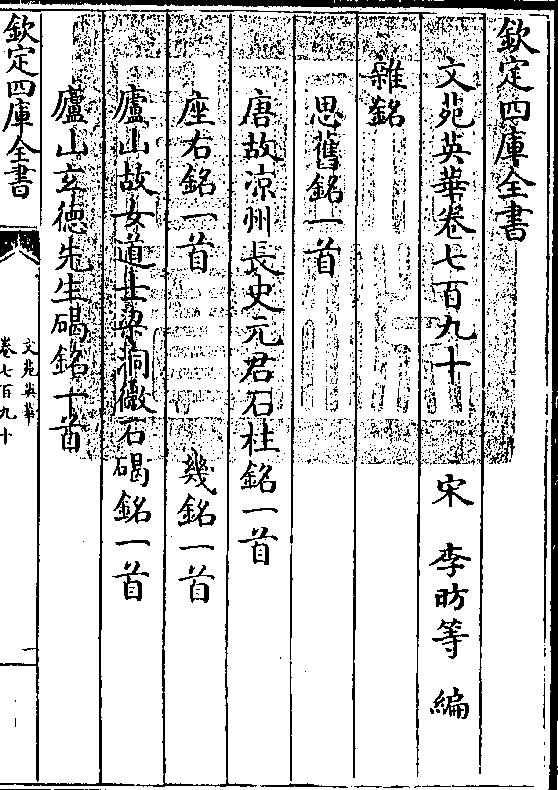 欽定四庫全書
文苑英華卷七百九十
宋 李昉等 編
雜銘
思舊銘一首
唐故涼州長史元君石柱銘一首
座右銘一首 幾銘一首
廬山故女道士梁洞微石碣銘一首
廬山玄德先生碣銘一首
欽定四庫全書
文苑英華
卷七百九十
一